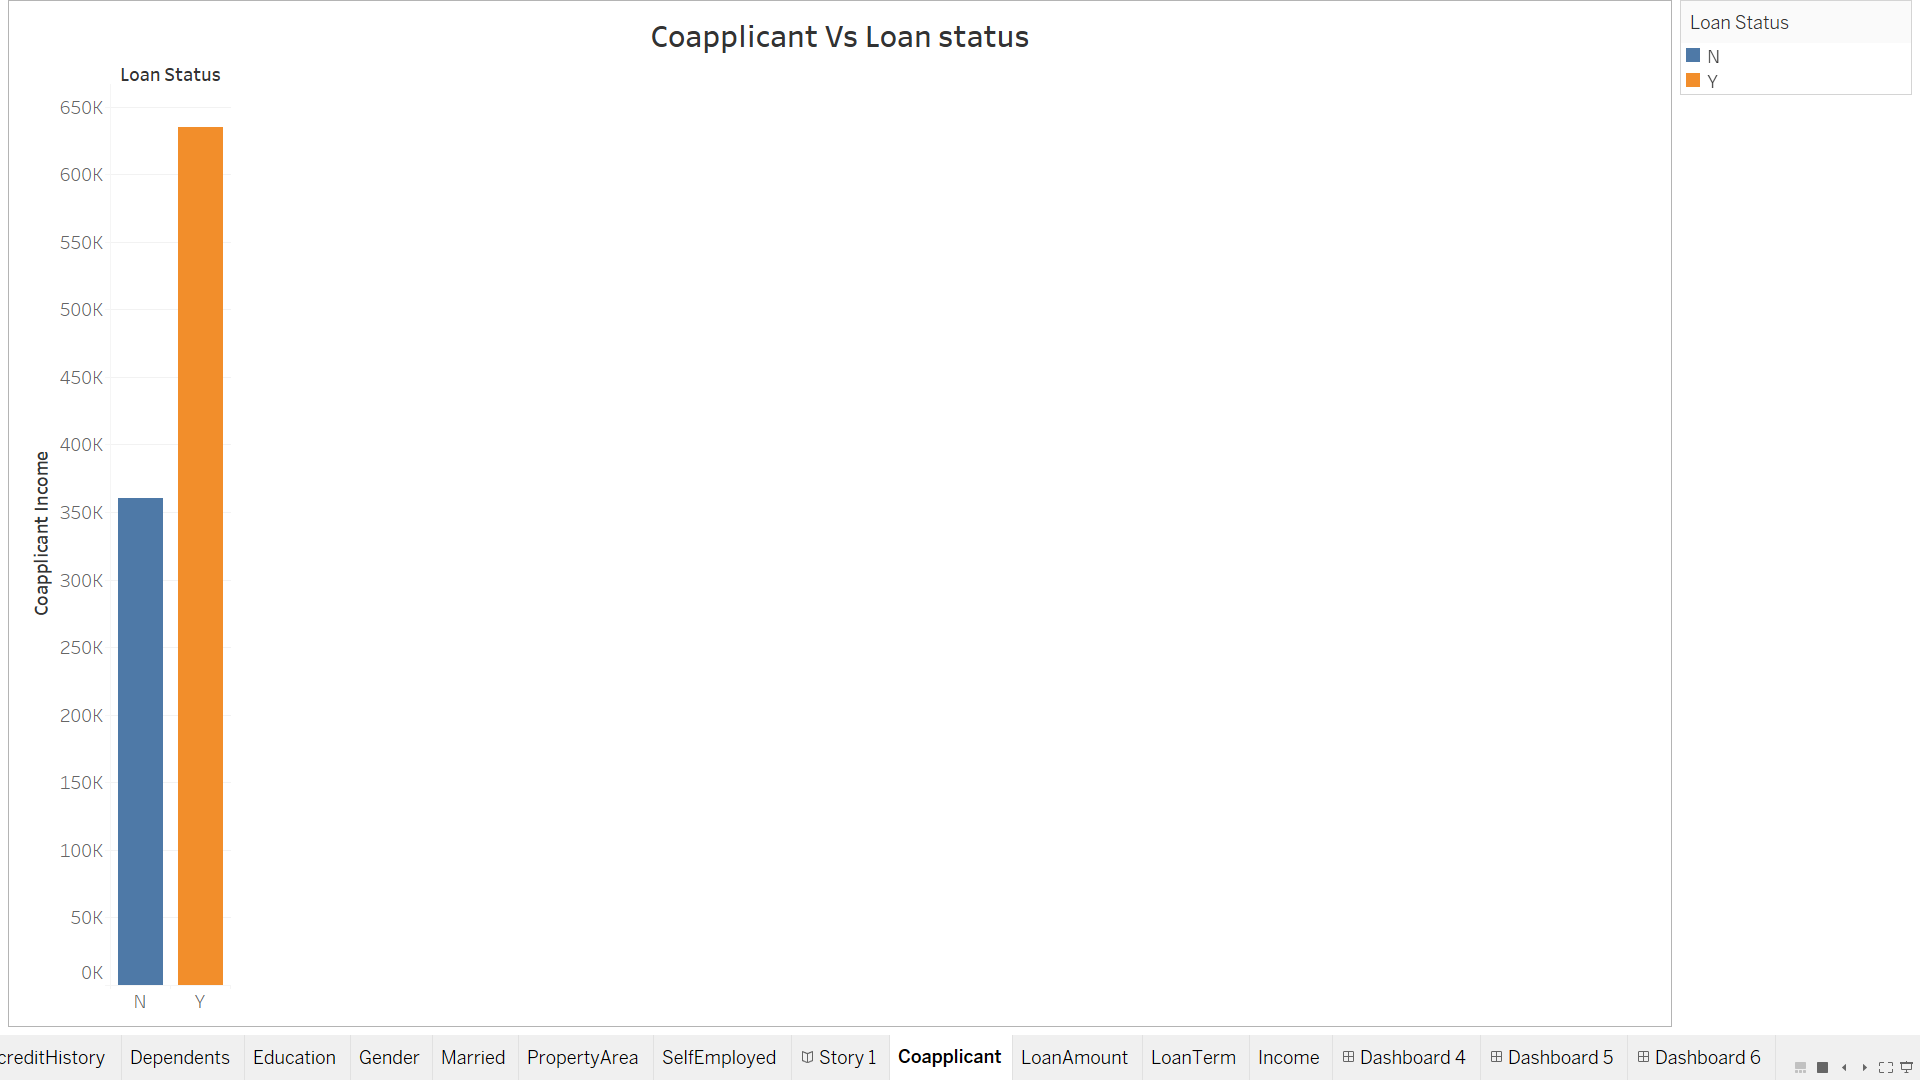 Coapplicant Vs Loan status
Loan Status
650K
600K
550K
500K
450K
400K
350K
300K
250K
200K
150K
100K
50K
0K
Coapplicant Income
N Y
Loan Status
N
Y
creditHistory Dependents Education Gender Married PropertyArea SelfEmployed Story 1 Coapplicant LoanAmount LoanTerm Income Dashboard 4 Dashboard 5 Dashboard 6